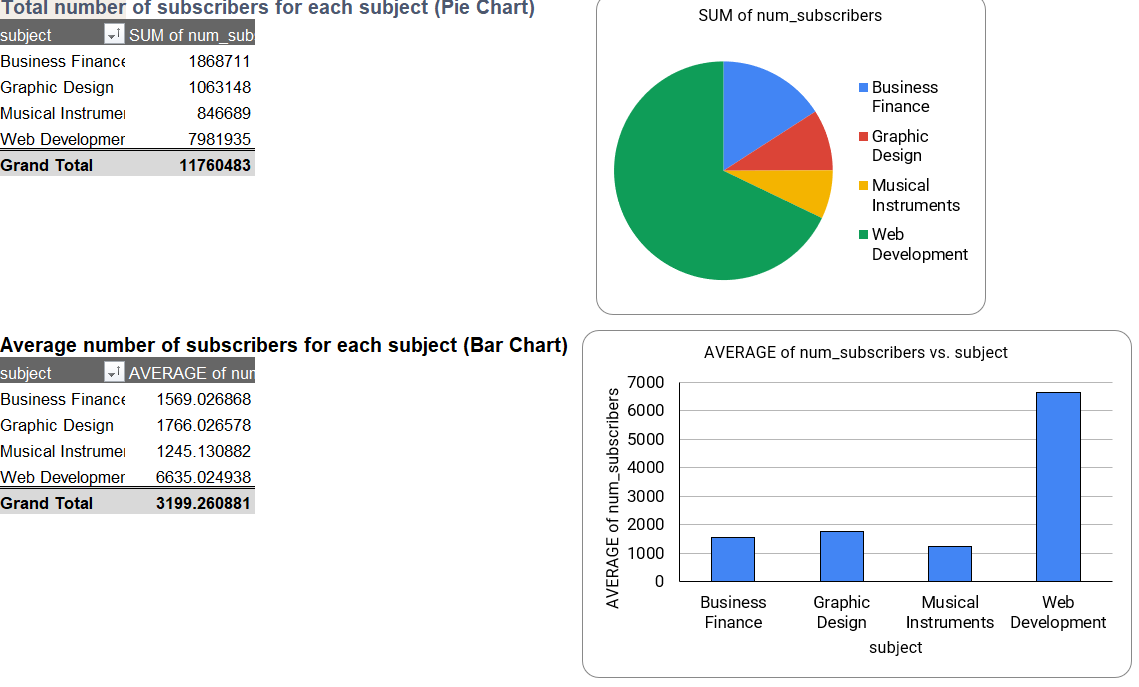 Total number of subscribers for each subject (Pie Chart)
subject SUM of num_sub
Business Finance 1868711
Graphic Design 1063148
Musical Instrumer 846689
Web Developmer 7981935
Grand Total 11760483
SUM of num_subscribers
Business
Finance
Graphic
Design
Musical
Instruments
Web
Development
Average number of subscribers for each subject (Bar Chart)
subject AVERAGE of nur
Business Finance 1569.026868
Graphic Design 1766.026578
Musical Instrumer 1245.130882
Web Developmer 6635.024938
Grand Total 3199.260881
AVERAGE of num_subscribers vs. subject
AVERAGE of num_subscribers
7000
6000
5000
4000
3000
2000
1000
0
Business
Finance
Graphic
Design
Musical
Instruments
Web
Development
subject